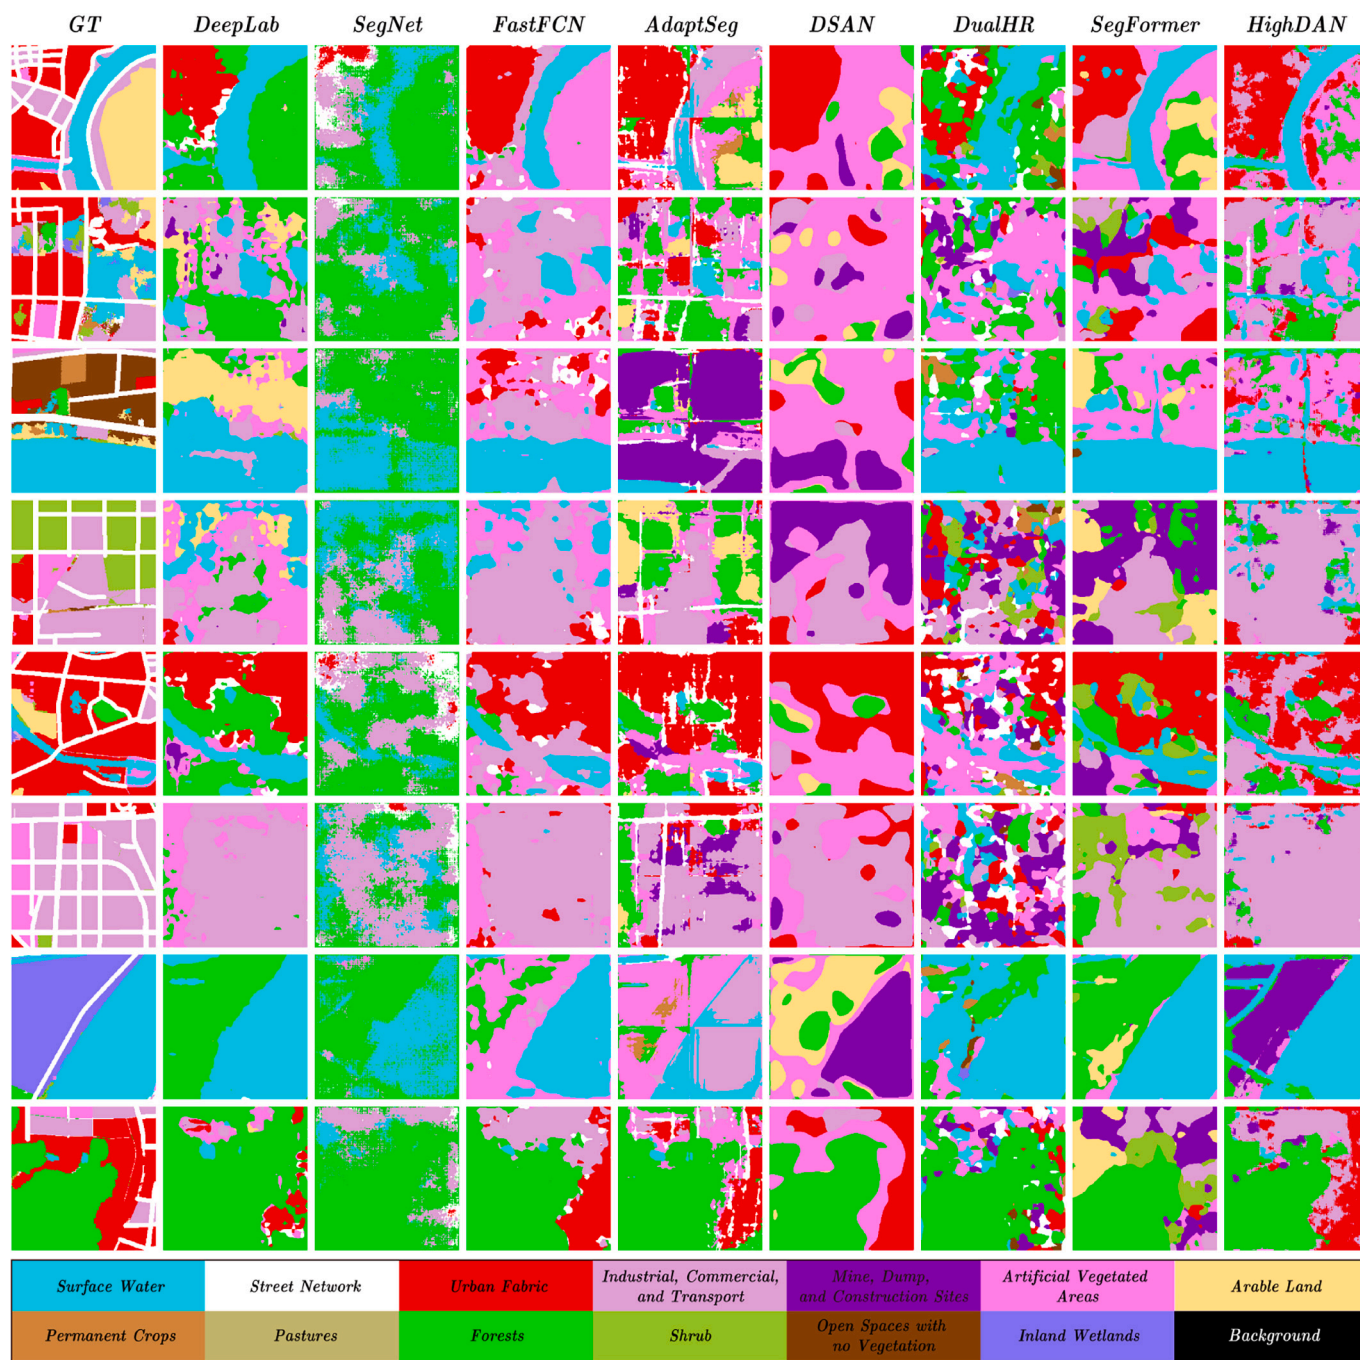 GT DeepLab SegNet FastFCN AdaptSeg DSAN DualHR SegFormer HighDAN
Surface Water
Street Network
Urban Fabric
Industrial, Commercial,
and Transport
Mine, Dump,
and Construction Sites
Artificial Vegetated
Areas
Arable Land
Permanent Crops
Pastures
Forests
Shrub
Open Spaces with
no Vegetation
Inland Wetlands
Background